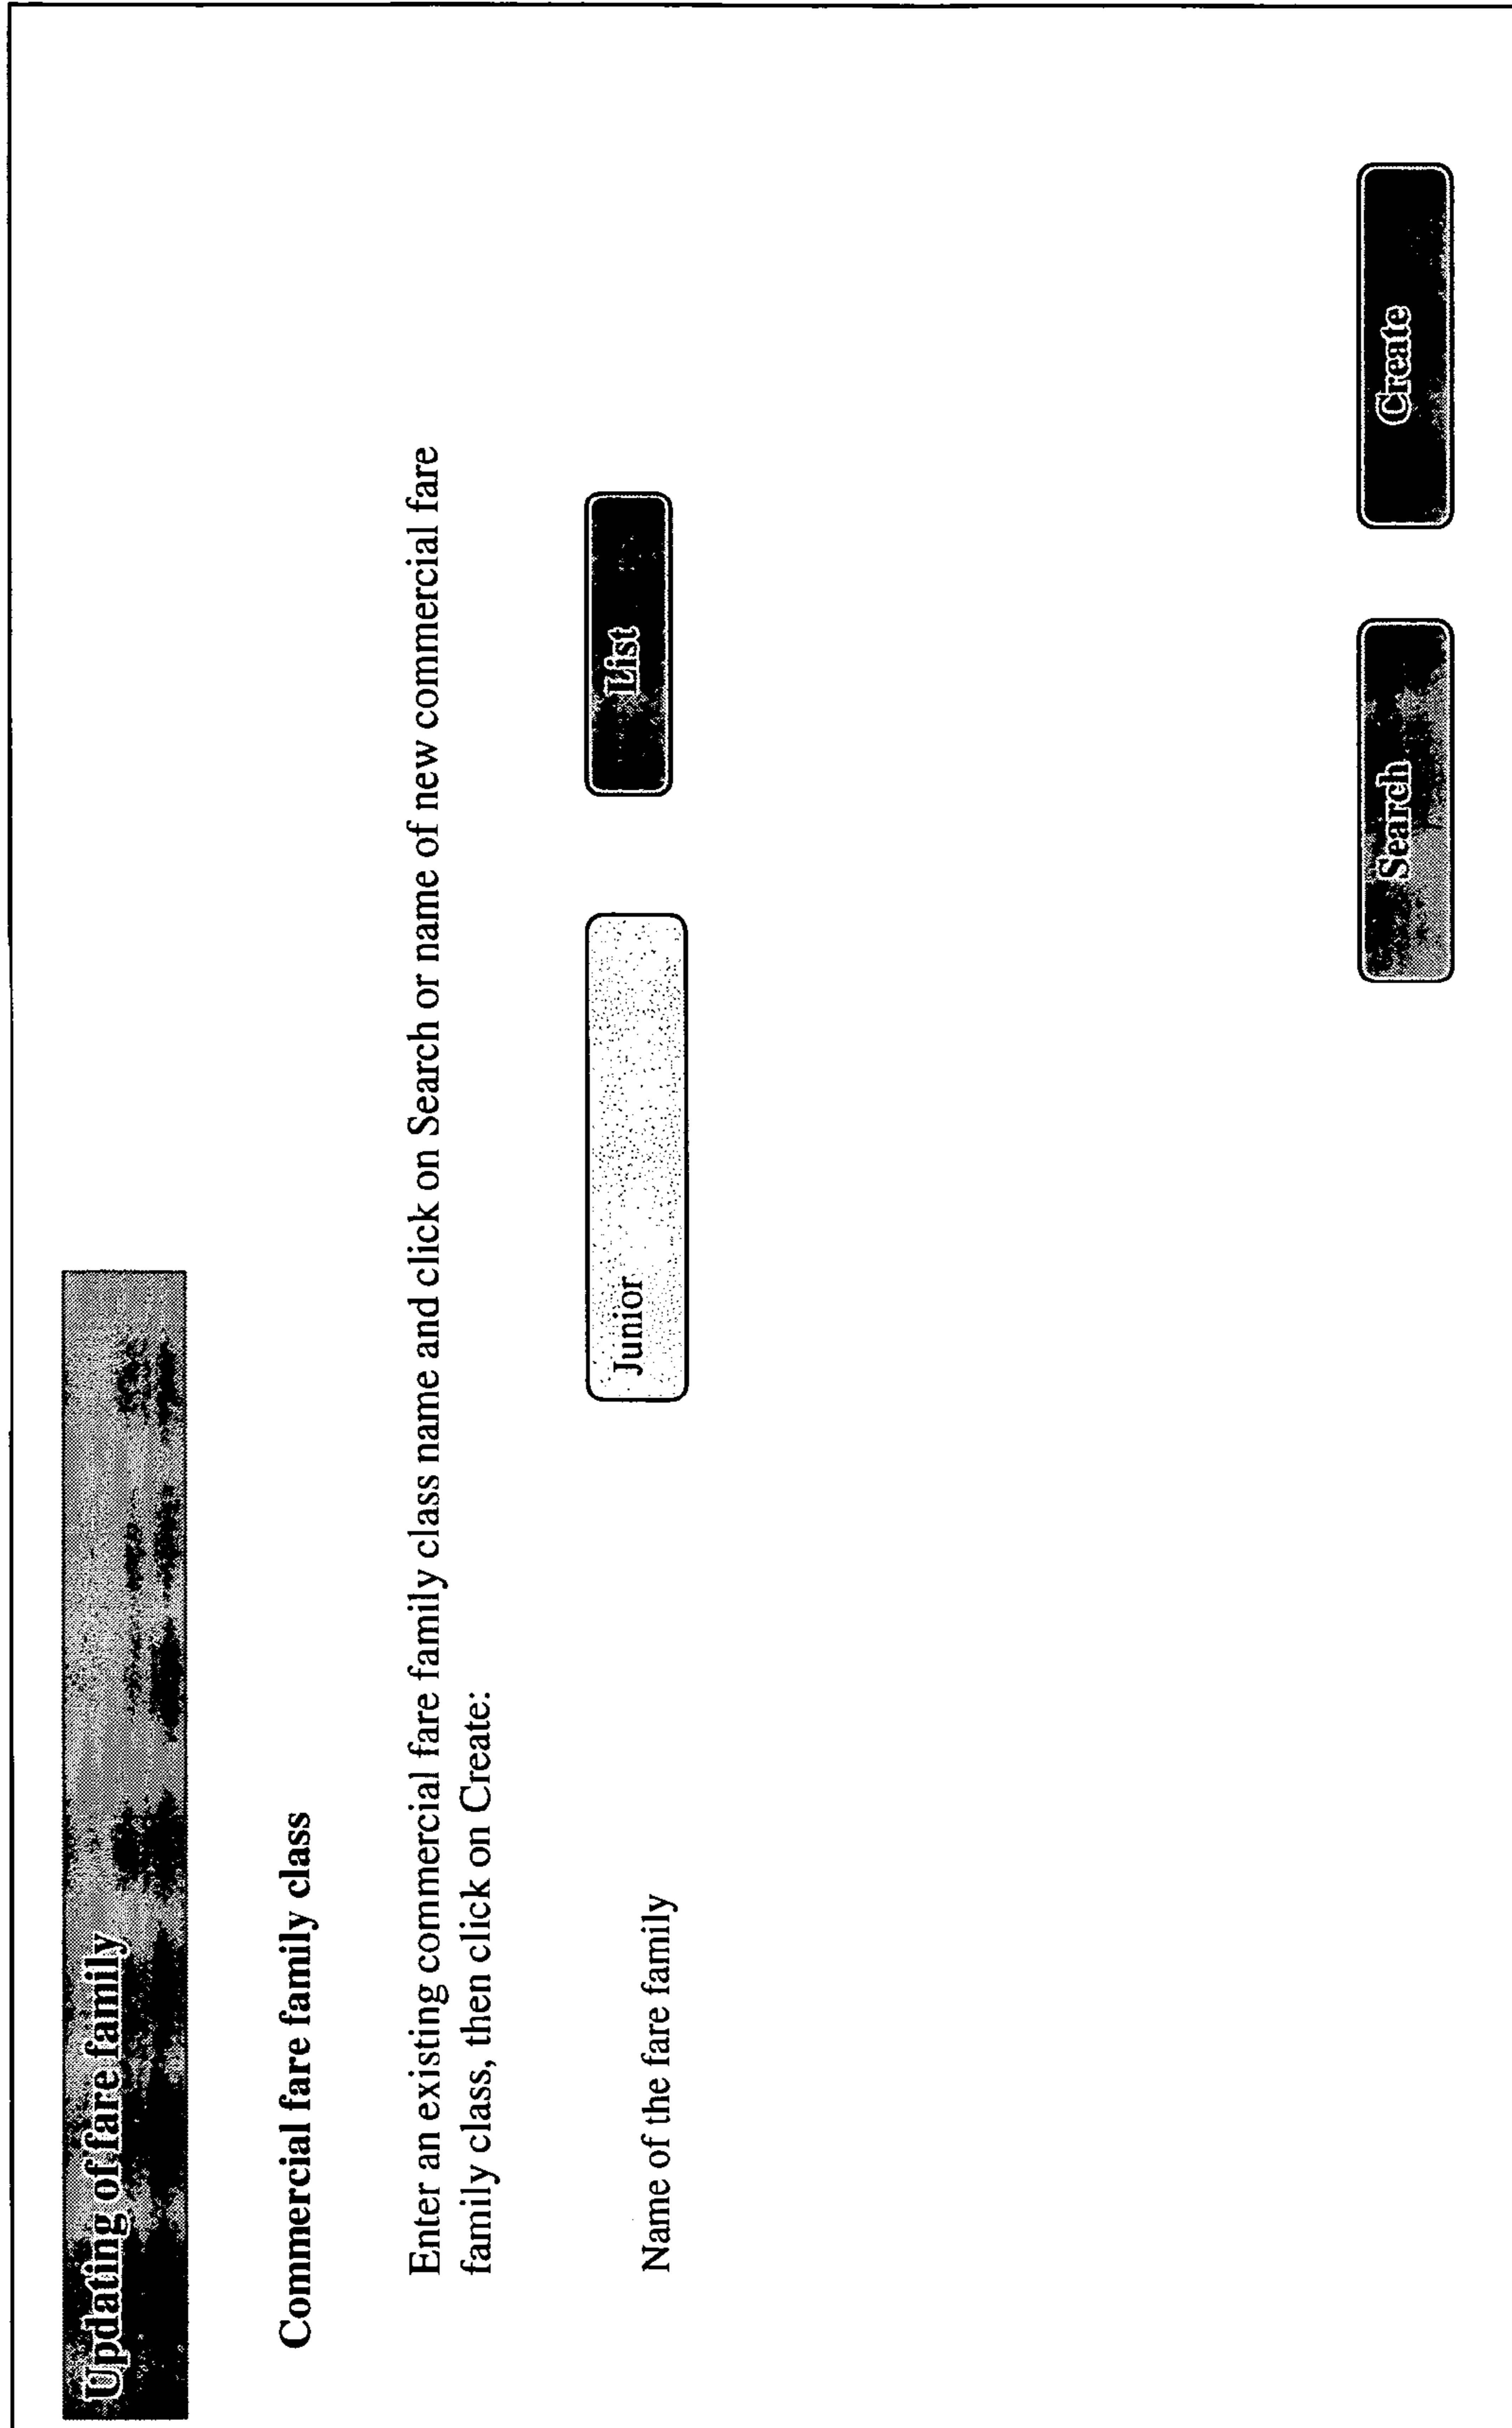 Updating of fare family
Commercial fare family class
Enter an existing commercial fare family class name and click on Search or name of new commercial fare
family class, then click on Create:
Name of the fare family
Junior
List
Search
Create